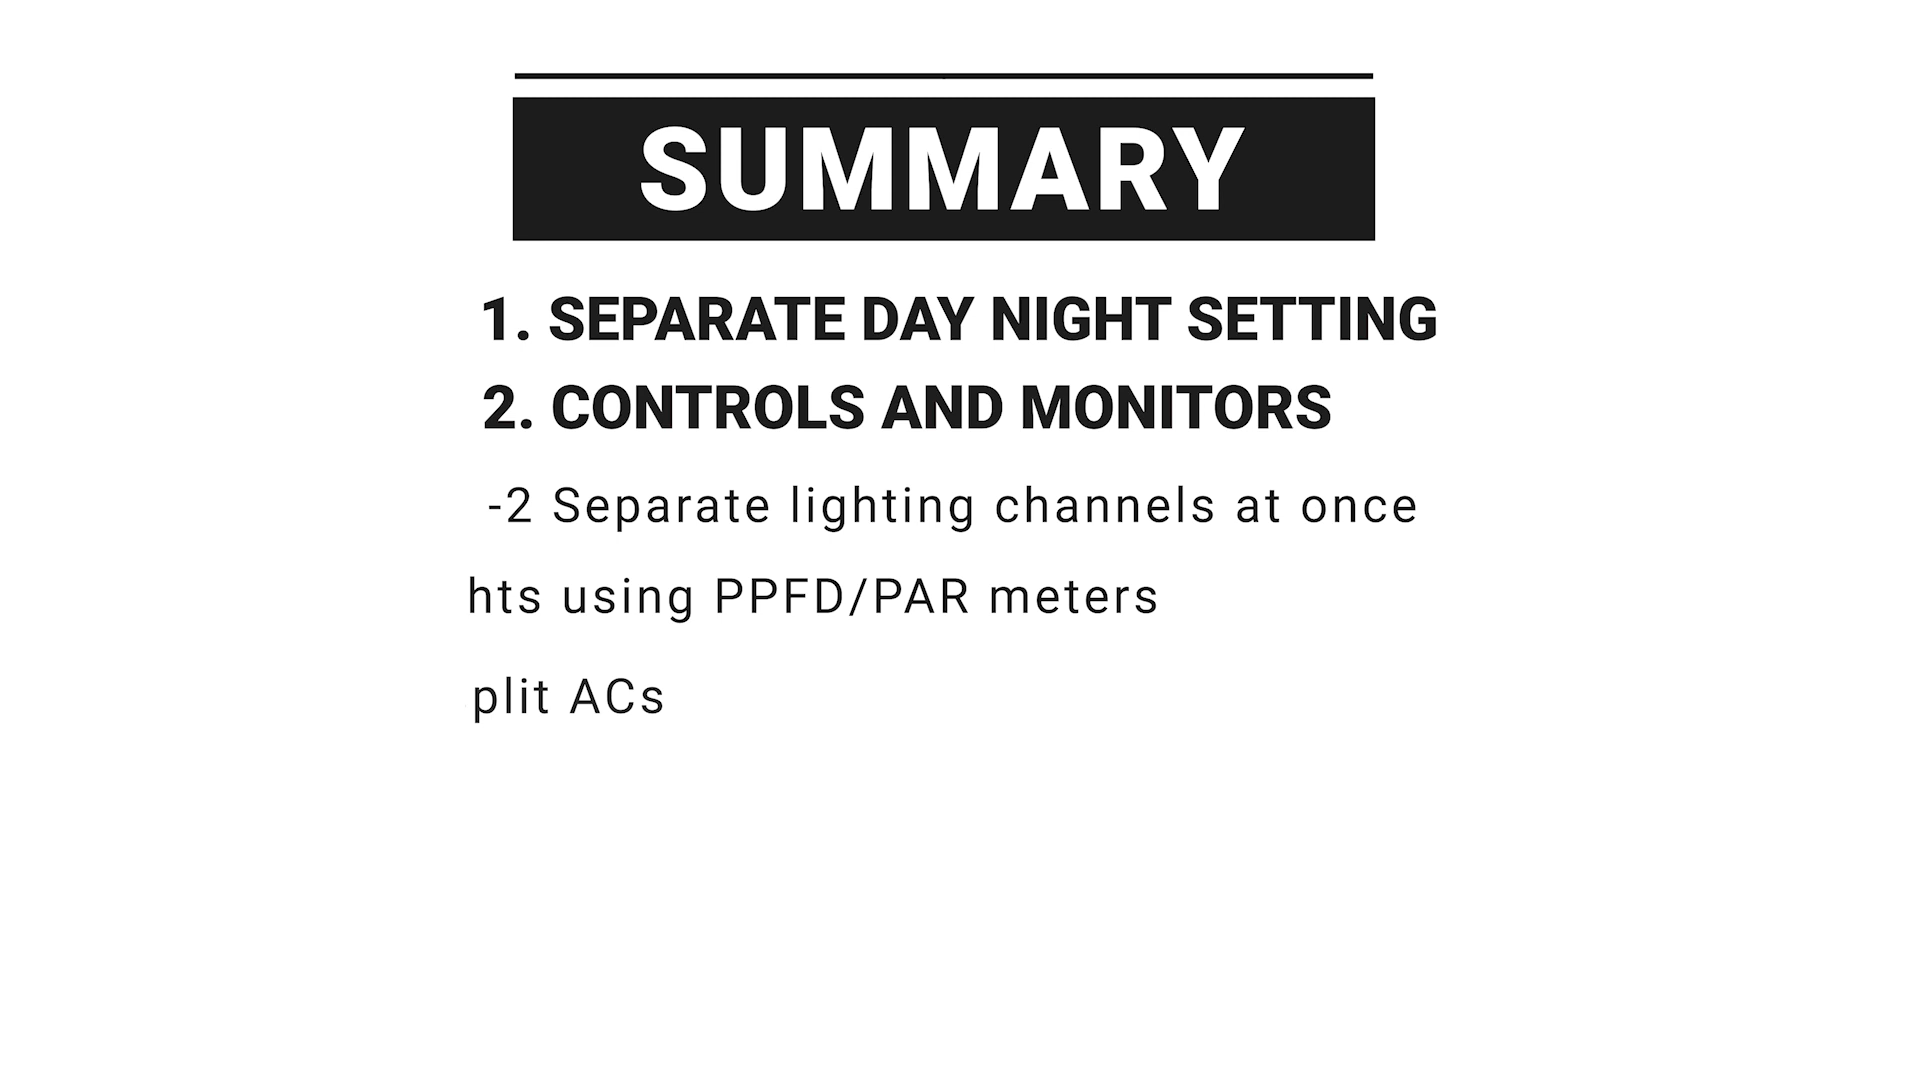 SUMMARY
1. SEPARATE DAY NIGHT SETTING
2. CONTROLS AND MONITORS
-2 Separate lighting channels at once
hts using PPFD/PAR meters
plit ACs